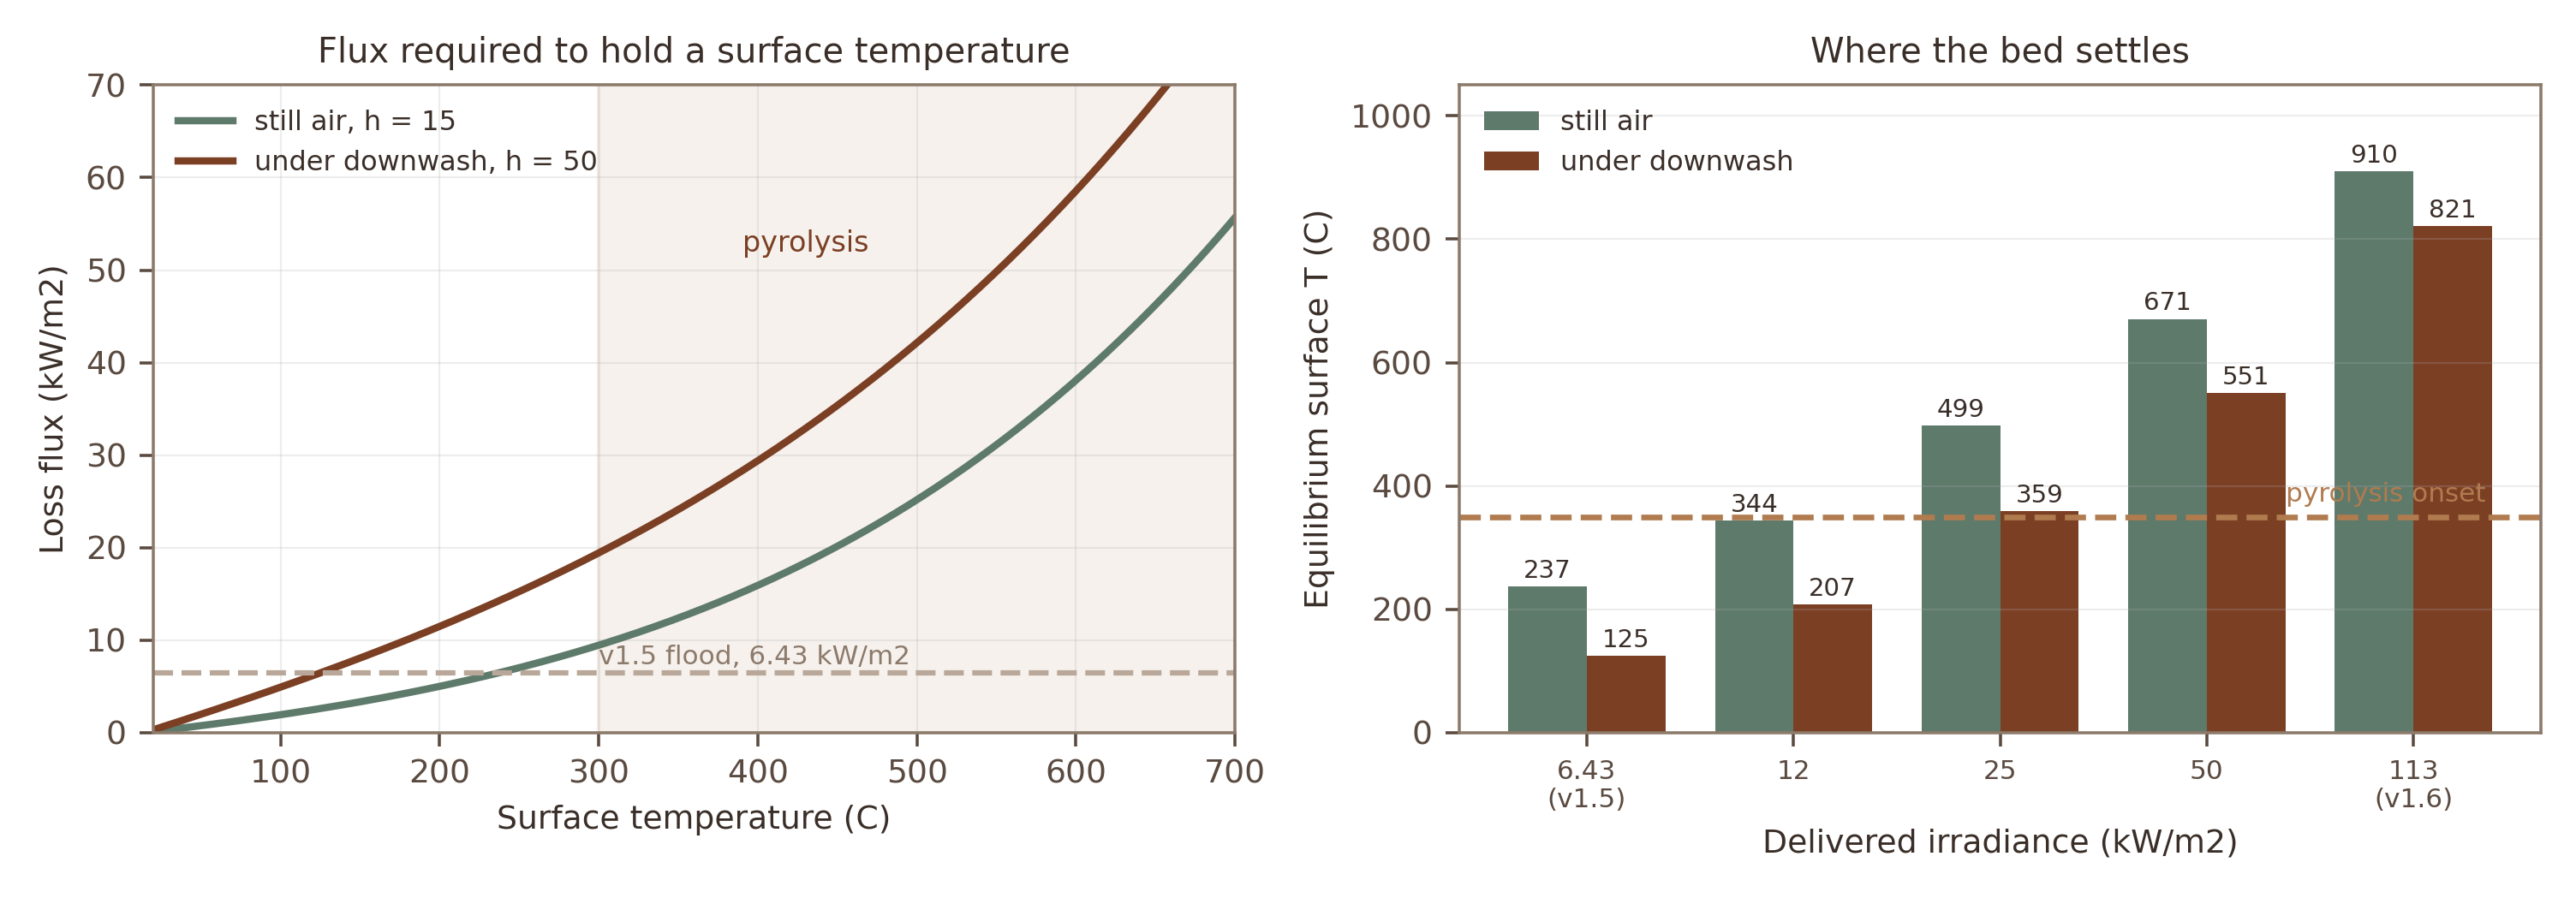 Flux required to hold a surface temperature
70
60
50
40
30
20
10
0
Loss flux (kW/m2)
still air, h = 15
under downwash, h = 50
pyrolysis
v1.5 flood, 6.43 kW/m2
100 200 300 400 500 600 700
Surface temperature (C)
Where the bed settles
1000
800
600
400
200
0
Equilibrium surface T (C)
still air
under downwash
237
125
344
207
499
359
671
551
910
821
pyrolysis onset
6.43 12 25 50 113
(v1.5) (v1.6)
Delivered irradiance (kW/m2)